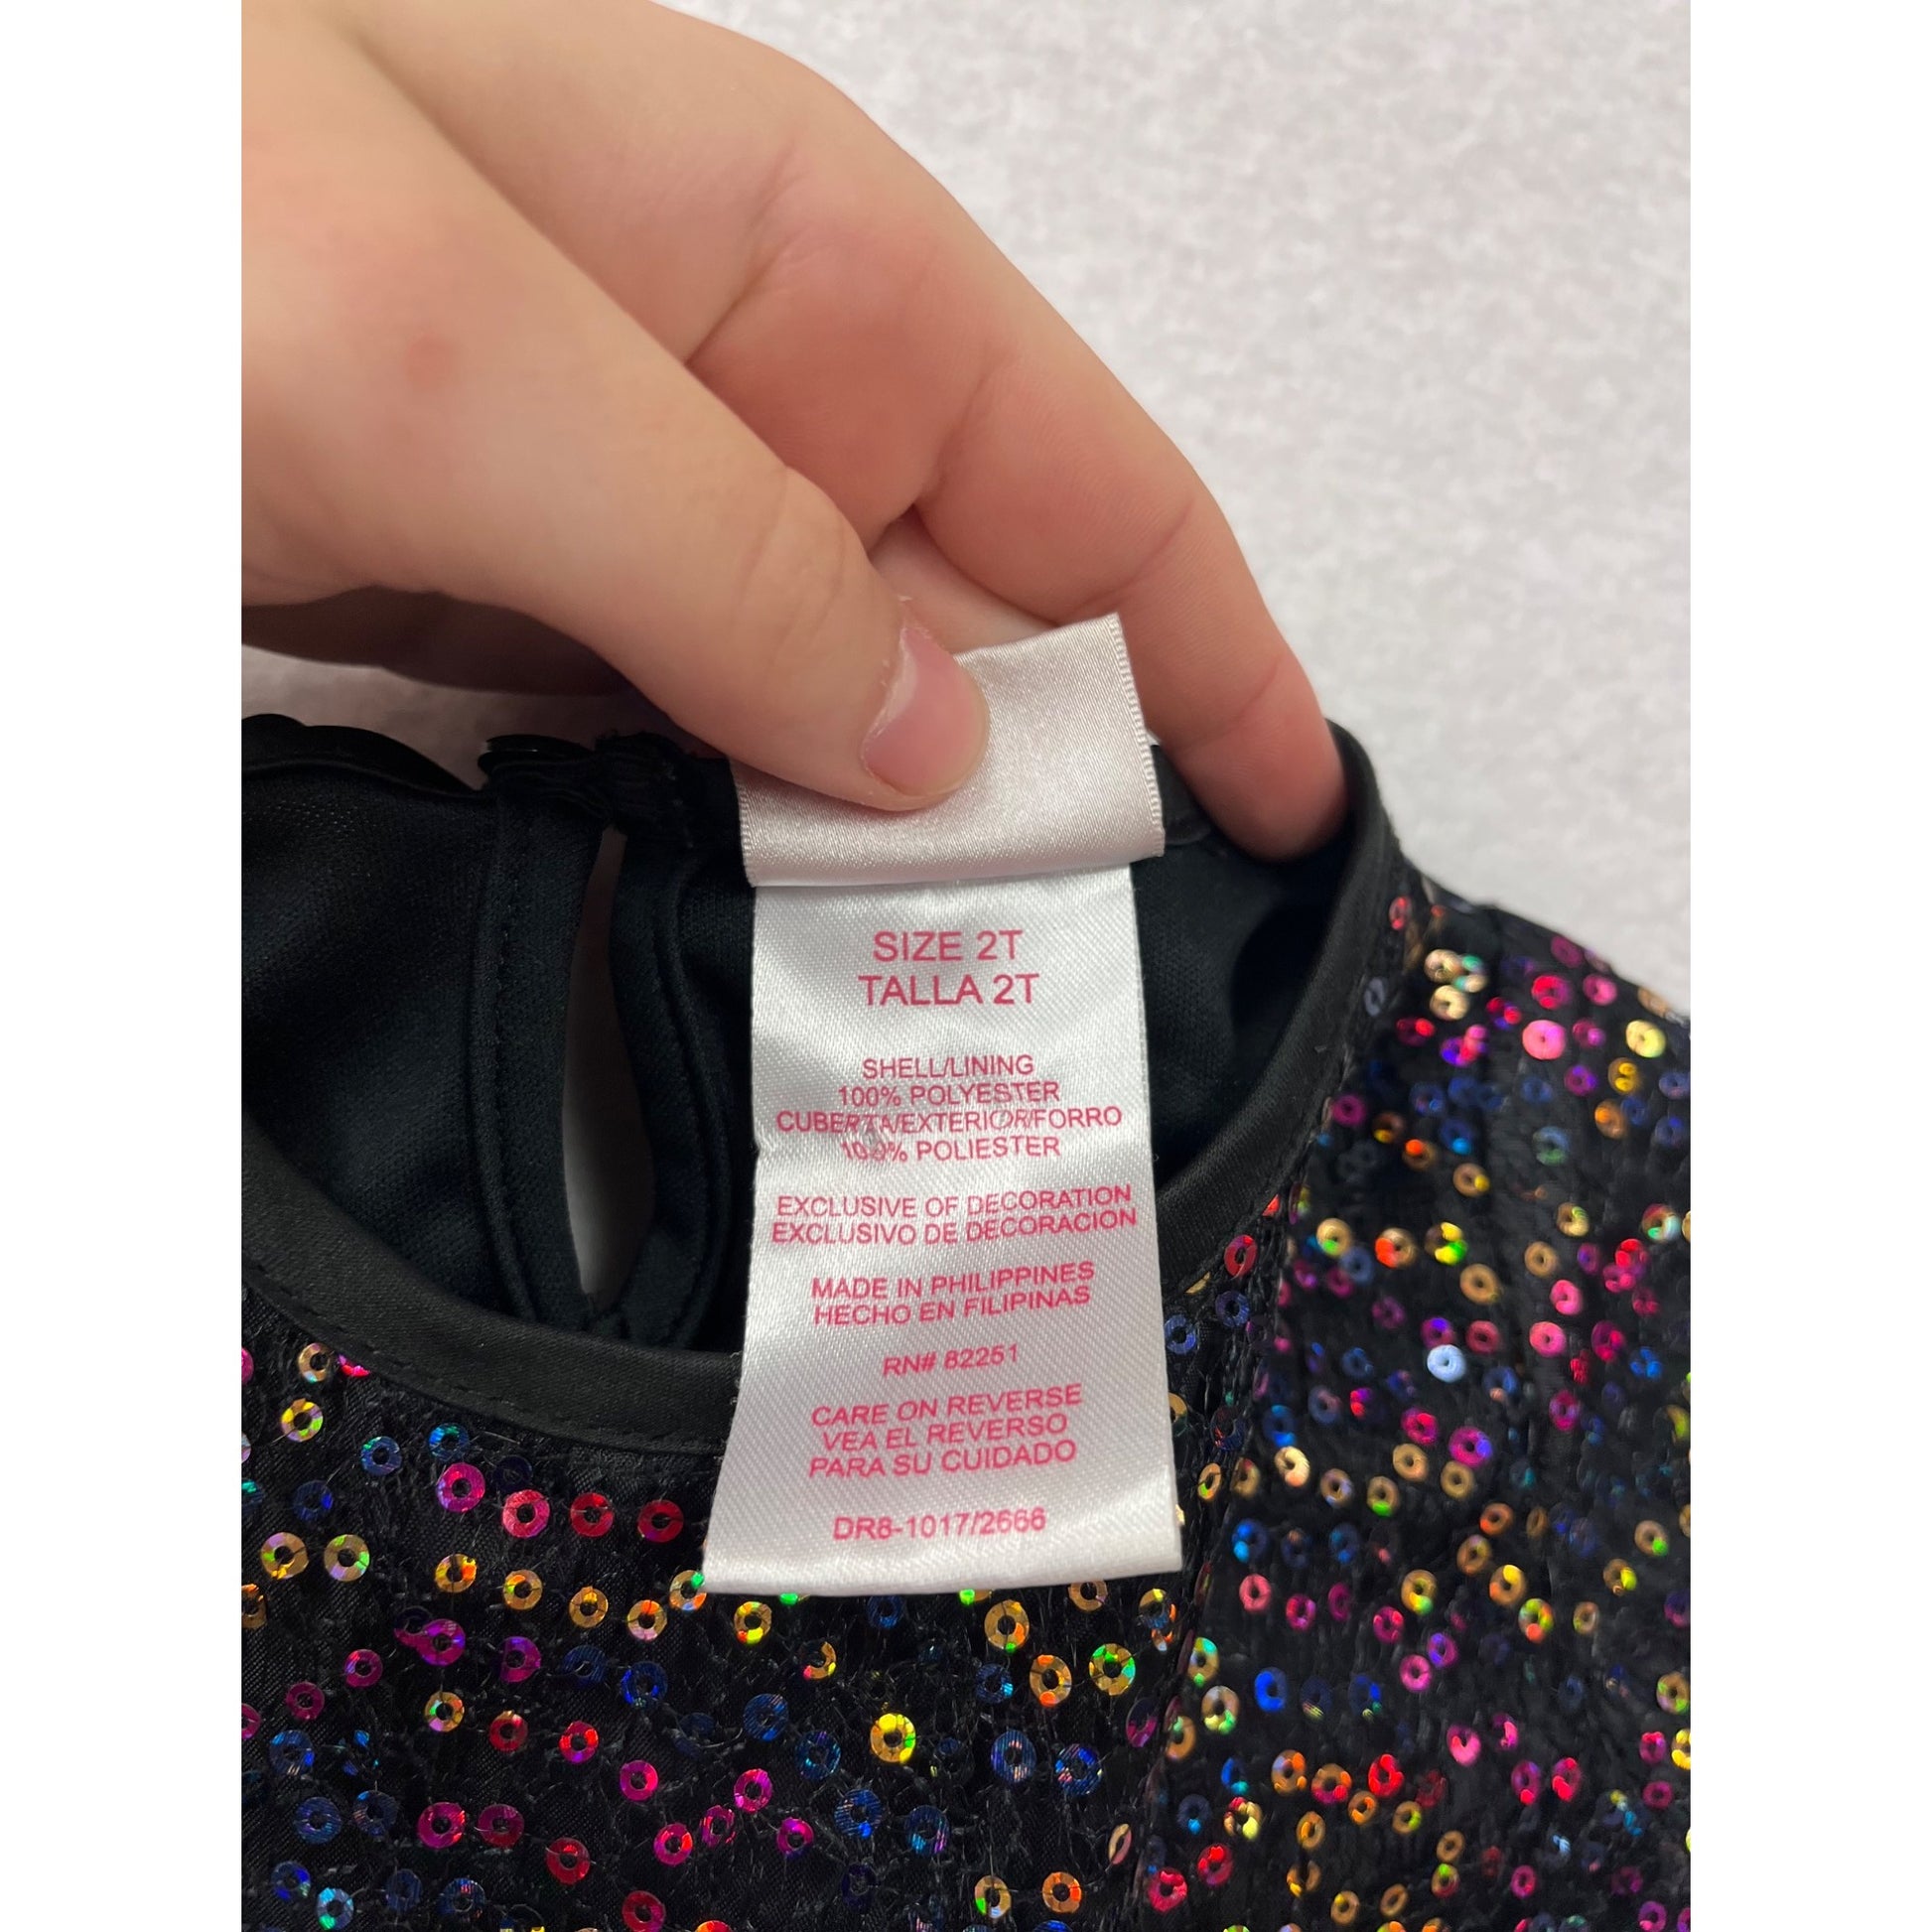 SIZE 2T
TALLA 2T
SHELL/LINING
100% POLYESTER
CUBERTA/EXTERIOR/FORRO
100% POLIESTER
EXCLUSIVE OF DECORATION
EXCLUSIVO DE DECORACION
MADE IN PHILIPPINES
HECHO EN FILIPINAS
RN# 82251
CARE ON REVERSE
VEA EL REVERSO
PARA SU CUIDADO
DR8-1017/2666